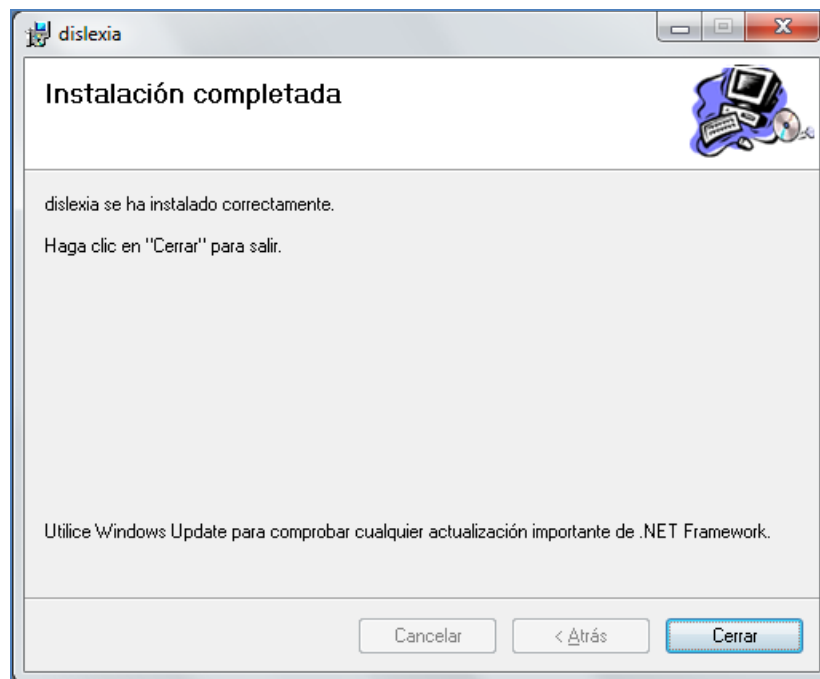 dislexia
Instalación completada
dislexia se ha instalado correctamente.
Haga clic en "Cerrar" para salir.
Utilice Windows Update para comprobar cualquier actualización importante de .NET Framework.
Cancelar
< Atrás
Cerrar